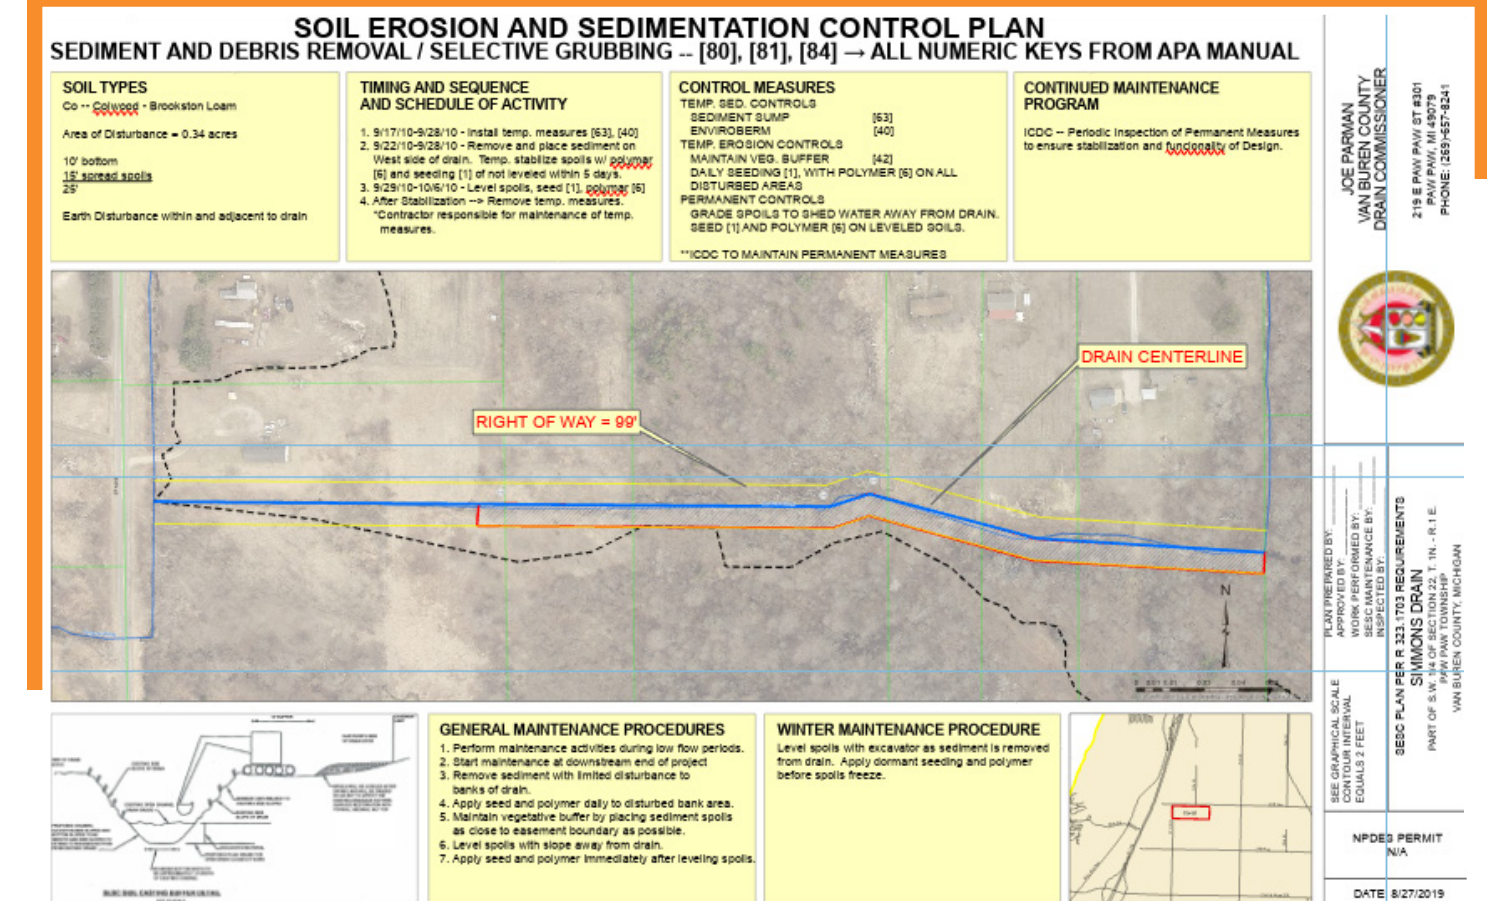 SOIL EROSION AND SEDIMENTATION CONTROL PLAN
SEDIMENT AND DEBRIS REMOVAL / SELECTIVE GRUBBING -- [80], [81], [84] → ALL NUMERIC KEYS FROM APA MANUAL
SOIL TYPES
Co -- Colwood - Brookston Loam
Area of Disturbance = 0.34 acres
10' bottom
15' spread spoils
25'
Earth Disturbance within and adjacent to drain
TIMING AND SEQUENCE
AND SCHEDULE OF ACTIVITY
1. 9/17/10-9/28/10 - Install temp. measures [63], [40]
2. 9/22/10-9/28/10 - Remove and place sediment on
West side of drain. Temp. stabilize spoils w/ polymar
[6] and seeding [1] of not leveled within 5 days.
3. 9/29/10-10/6/10 - Level spoils, seed [1], polymar [6]
4. After Stabilization --> Remove temp. measures.
*Contractor responsible for maintenance of temp.
measures.
CONTROL MEASURES
TEMP. SED. CONTROLS
SEDIMENT SUMP [63]
ENVIROBERM [40]
TEMP. EROSION CONTROLS
MAINTAIN VEG. BUFFER [42]
DAILY SEEDING [1], WITH POLYMER [6] ON ALL
DISTURBED AREAS
PERMANENT CONTROLS
GRADE SPOILS TO SHED WATER AWAY FROM DRAIN.
SEED [1] AND POLYMER [6] ON LEVELED SOILS.
**ICDC TO MAINTAIN PERMANENT MEASURES
CONTINUED MAINTENANCE
PROGRAM
ICDC -- Periodic Inspection of Permanent Measures
to ensure stabilization and funcionality of Design.
JOE PARMAN
VAN BUREN COUNTY
DRAIN COMMISSIONER
219 E PAW PAW ST #301
PAW PAW, MI 49079
PHONE: (269)-657-8241
DRAIN CENTERLINE
RIGHT OF WAY = 99'
N
PLAN PREPARED BY:
APPROVED BY:
WORK PERFORMED BY:
SESC MAINTENANCE BY:
INSPECTED BY:
SESC PLAN PER R 323.1703 REQUIREMENTS
SIMMONS DRAIN
PART OF S.W. 1/4 OF SECTION 22, T. 1N. - R.1 E.
PAW PAW TOWNSHIP
VAN BUREN COUNTY, MICHIGAN
SEE GRAPHICAL SCALE
CONTOUR INTERVAL
EQUALS 2 FEET
GENERAL MAINTENANCE PROCEDURES
1. Perform maintenance activities during low flow periods.
2. Start maintenance at downstream end of project
3. Remove sediment with limited disturbance to
banks of drain.
4. Apply seed and polymer daily to disturbed bank area.
5. Maintain vegetative buffer by placing sediment spoils
as close to easement boundary as possible.
6. Level spoils with slope away from drain.
7. Apply seed and polymer immediately after leveling spoils.
WINTER MAINTENANCE PROCEDURE
Level spoils with excavator as sediment is removed
from drain. Apply dormant seeding and polymer
before spoils freeze.
NPDES PERMIT
N/A
DATE 8/27/2019